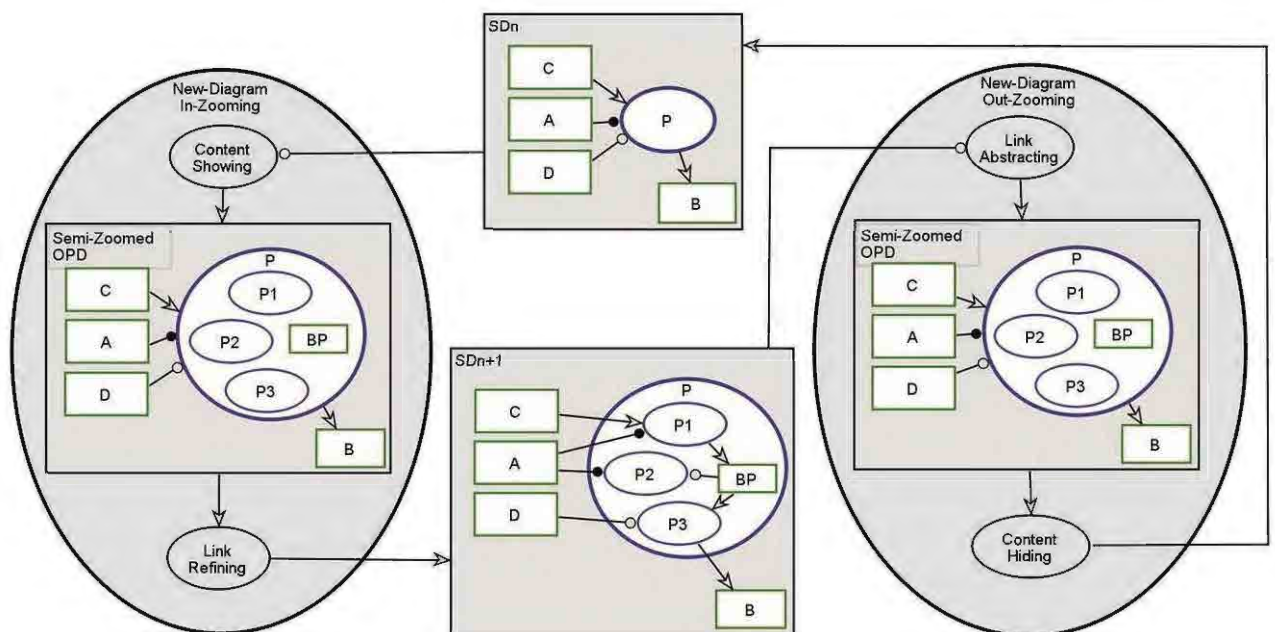 New-Diagram
In-Zooming
Content
Showing
Semi-Zoomed
OPD
P
C
P1
A
P2
BP
D
P3
B
Link
Refining
SDn
C
A
P
D
B
SDn+1
P
C
P1
A
P2
BP
D
P3
B
New-Diagram
Out-Zooming
Link
Abstracting
Semi-Zoomed
OPD
P
C
P1
A
P2
BP
D
P3
B
Content
Hiding